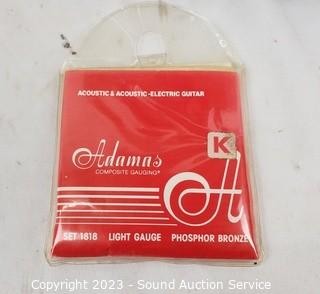 ACOUSTIC & ACOUSTIC-ELECTRIC GUITAR
K
Adamas
COMPOSITE GAUGING®
A
SET 1818 LIGHT GAUGE PHOSPHOR BRONZE
Copyright 2023 - Sound Auction Service